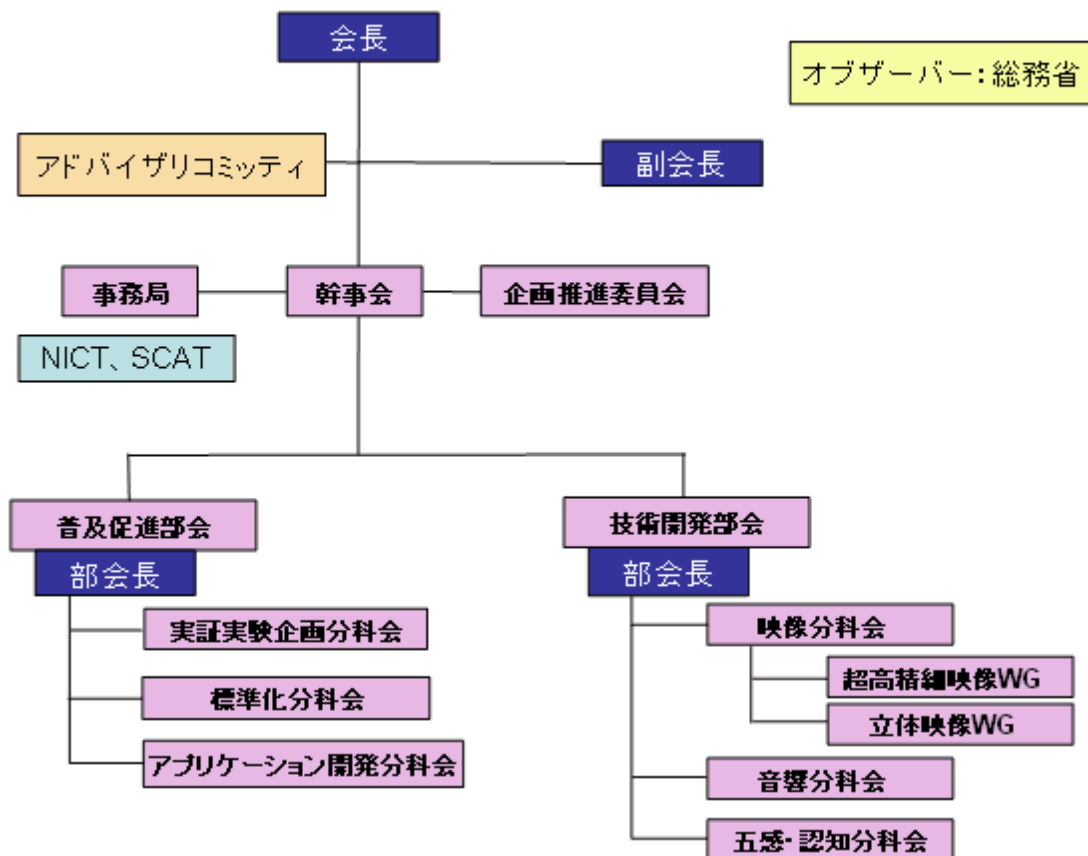 会長
オブザーバー：総務省
アドバイザリコミッティ
副会長
事務局
幹事会
企画推進委員会
NICT、SCAT
普及促進部会
部会長
実証実験企画分科会
標準化分科会
アプリケーション開発分科会
技術開発部会
部会長
映像分科会
超高精細映像WG
立体映像WG
音響分科会
五感・認知分科会